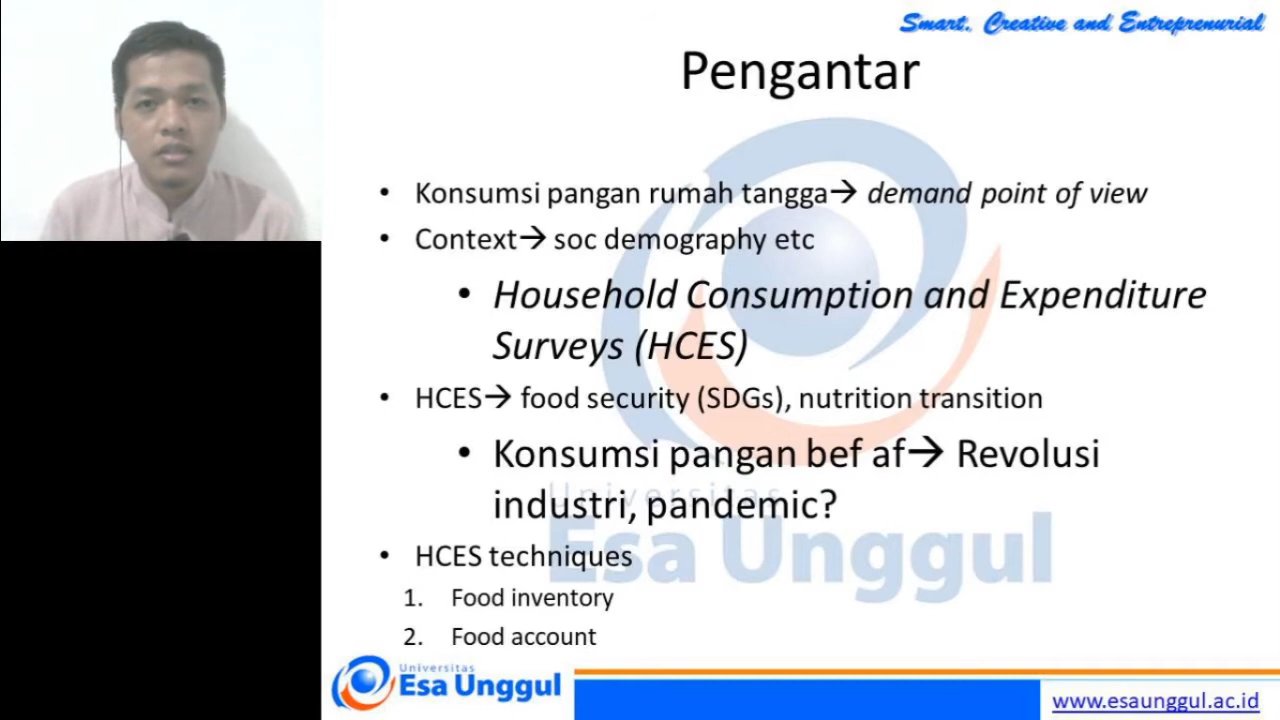 Smart, Creative and Entreprenurial
Pengantar
• Konsumsi pangan rumah tangga→ demand point of view
• Context→ soc demography etc
• Household Consumption and Expenditure
Surveys (HCES)
• HCES→ food security (SDGs), nutrition transition
• Konsumsi pangan bef af→ Revolusi
industri, pandemic?
• HCES techniques
1. Food inventory
2. Food account
Universitas
Esa Unggul
Universitas
Esa Unggul
www.esaunggul.ac.id